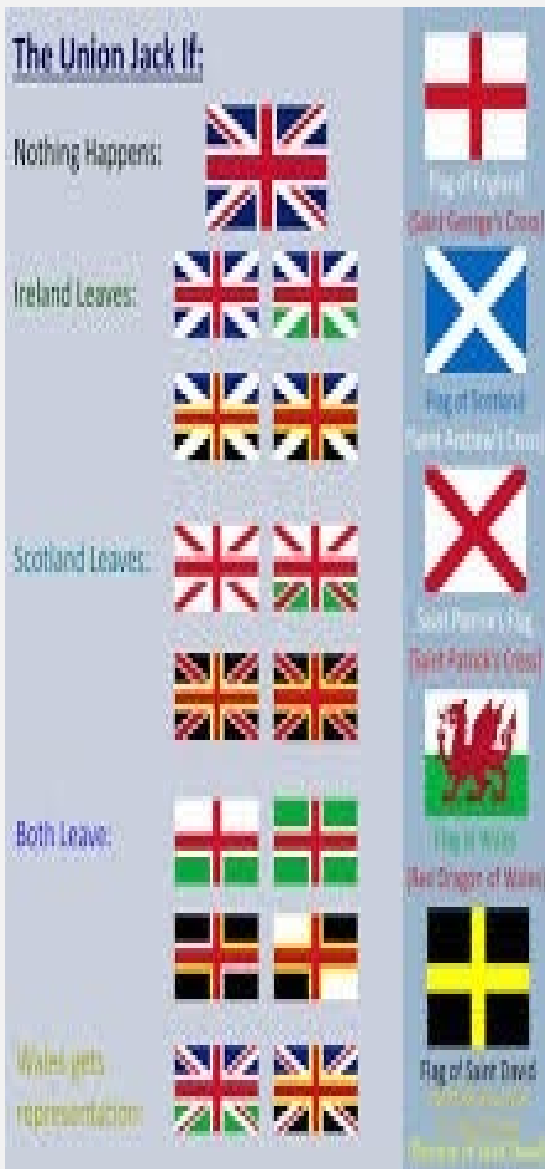 The Union Jack If:
Nothing Happens:
Flag of England
(Saint George's Cross)
Ireland Leaves:
Flag of Scotland
(Saint Andrew's Cross)
Scotland Leaves:
Saint Patrick's Flag
(Saint Patrick's Cross)
Both Leave:
Flag of Wales
(Red Dragon of Wales)
Wales gets
representation:
Flag of Saint David